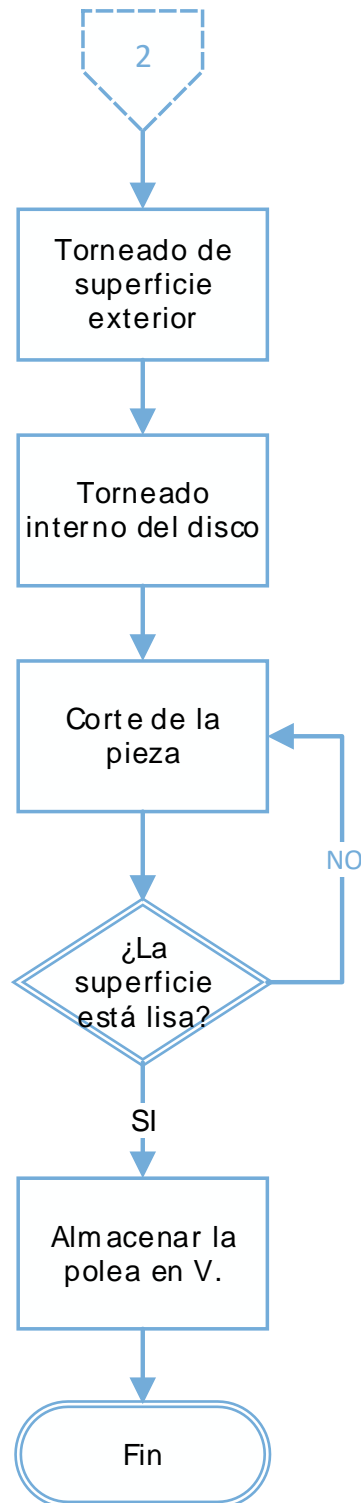 2
Torneado de
superficie
exterior
Torneado
interno del disco
Corte de la
pieza
NO
¿La
superficie
está lisa?
SI
Almacenar la
polea en V.
Fin